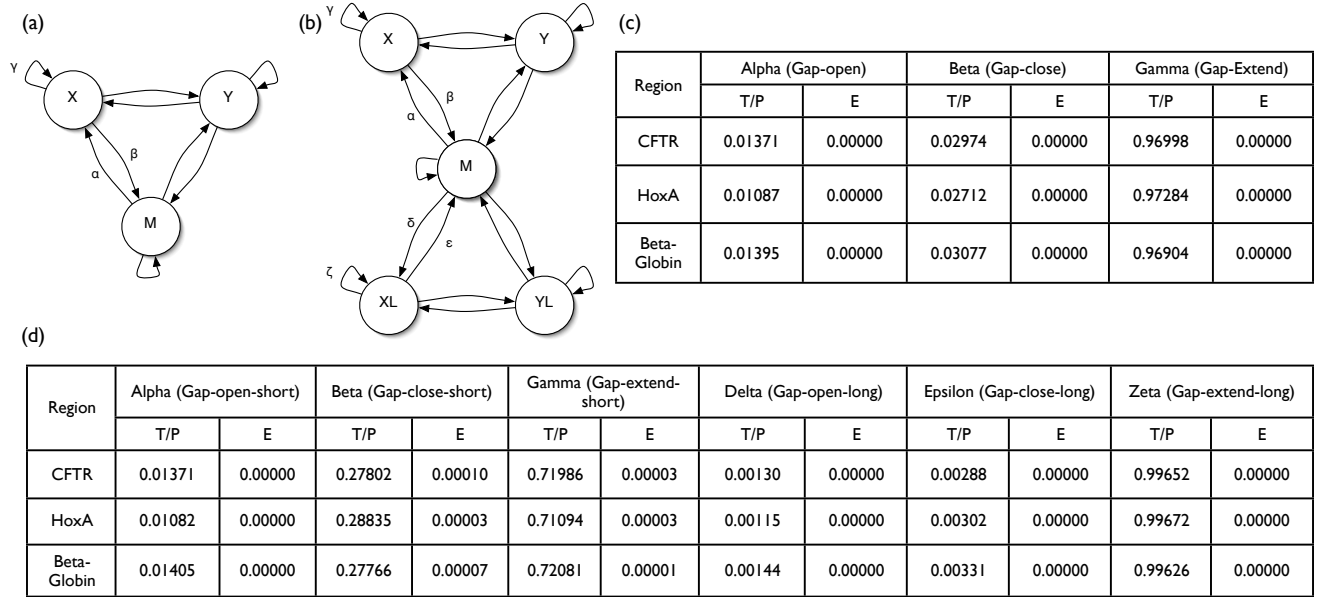 (a)
γ
X
Y
β
α
M
(b)
γ
X
Y
β
α
M
δ
ε
ζ
XL
YL
(c)
Region Alpha (Gap-open) Beta (Gap-close) Gamma (Gap-Extend)
T/P E T/P E T/P E
CFTR 0.01371 0.00000 0.02974 0.00000 0.96998 0.00000
HoxA 0.01087 0.00000 0.02712 0.00000 0.97284 0.00000
Beta-
Globin 0.01395 0.00000 0.03077 0.00000 0.96904 0.00000
(d)
Region Alpha (Gap-open-short) Beta (Gap-close-short) Gamma (Gap-extend-
short) Delta (Gap-open-long) Epsilon (Gap-close-long) Zeta (Gap-extend-long)
T/P E T/P E T/P E T/P E T/P E T/P E
CFTR 0.01371 0.00000 0.27802 0.00010 0.71986 0.00003 0.00130 0.00000 0.00288 0.00000 0.99652 0.00000
HoxA 0.01082 0.00000 0.28835 0.00003 0.71094 0.00003 0.00115 0.00000 0.00302 0.00000 0.99672 0.00000
Beta-
Globin 0.01405 0.00000 0.27766 0.00007 0.72081 0.00001 0.00144 0.00000 0.00331 0.00000 0.99626 0.00000